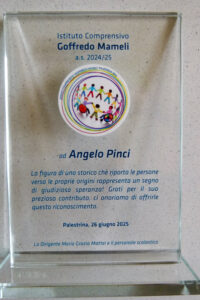 Istituto Comprensivo
Goffredo Mameli
a.s. 2024/25
ad Angelo Pinci
La figura di uno storico che riporta le persone
verso le proprie origini rappresenta un segno
di giudiziosa speranza! Grati per il suo
prezioso contributo, ci onoriamo di offrirle
questo riconoscimento.
Palestrina, 26 giugno 2025
La Dirigente Maria Grazia Mattei e il personale scolastico